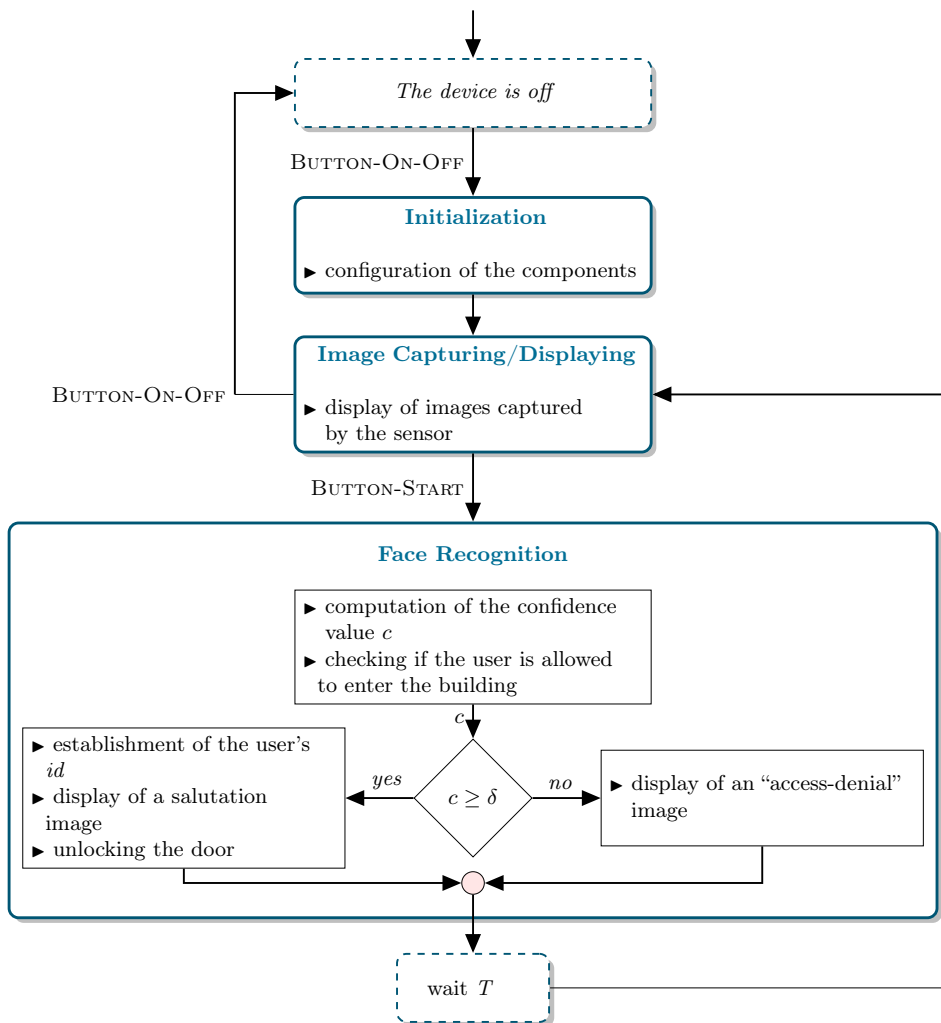 The device is off
BUTTON-ON-OFF
Initialization
► configuration of the components
Image Capturing/Displaying
BUTTON-ON-OFF
► display of images captured
by the sensor
BUTTON-START
Face Recognition
► computation of the confidence
value c
► checking if the user is allowed
to enter the building
c
► establishment of the user's
id
► display of a salutation
image
► unlocking the door
yes
c ≥ δ
no
► display of an “access-denial”
image
wait T